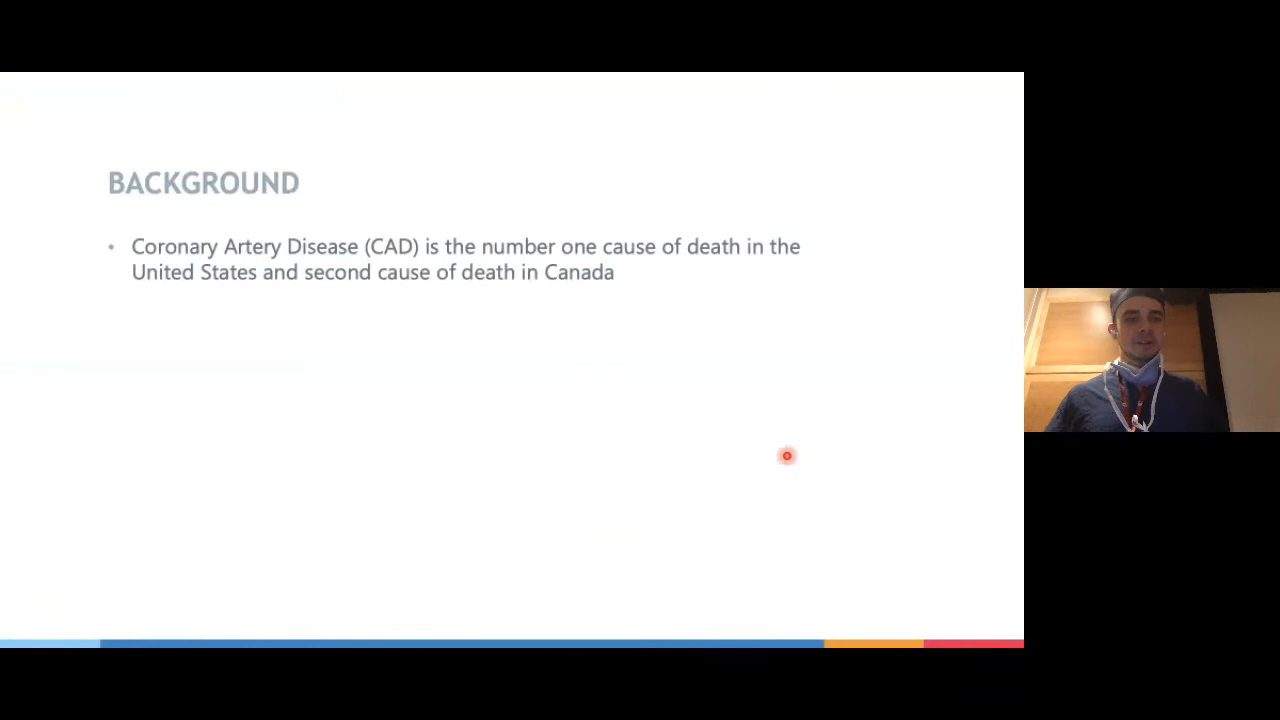 BACKGROUND
• Coronary Artery Disease (CAD) is the number one cause of death in the
United States and second cause of death in Canada